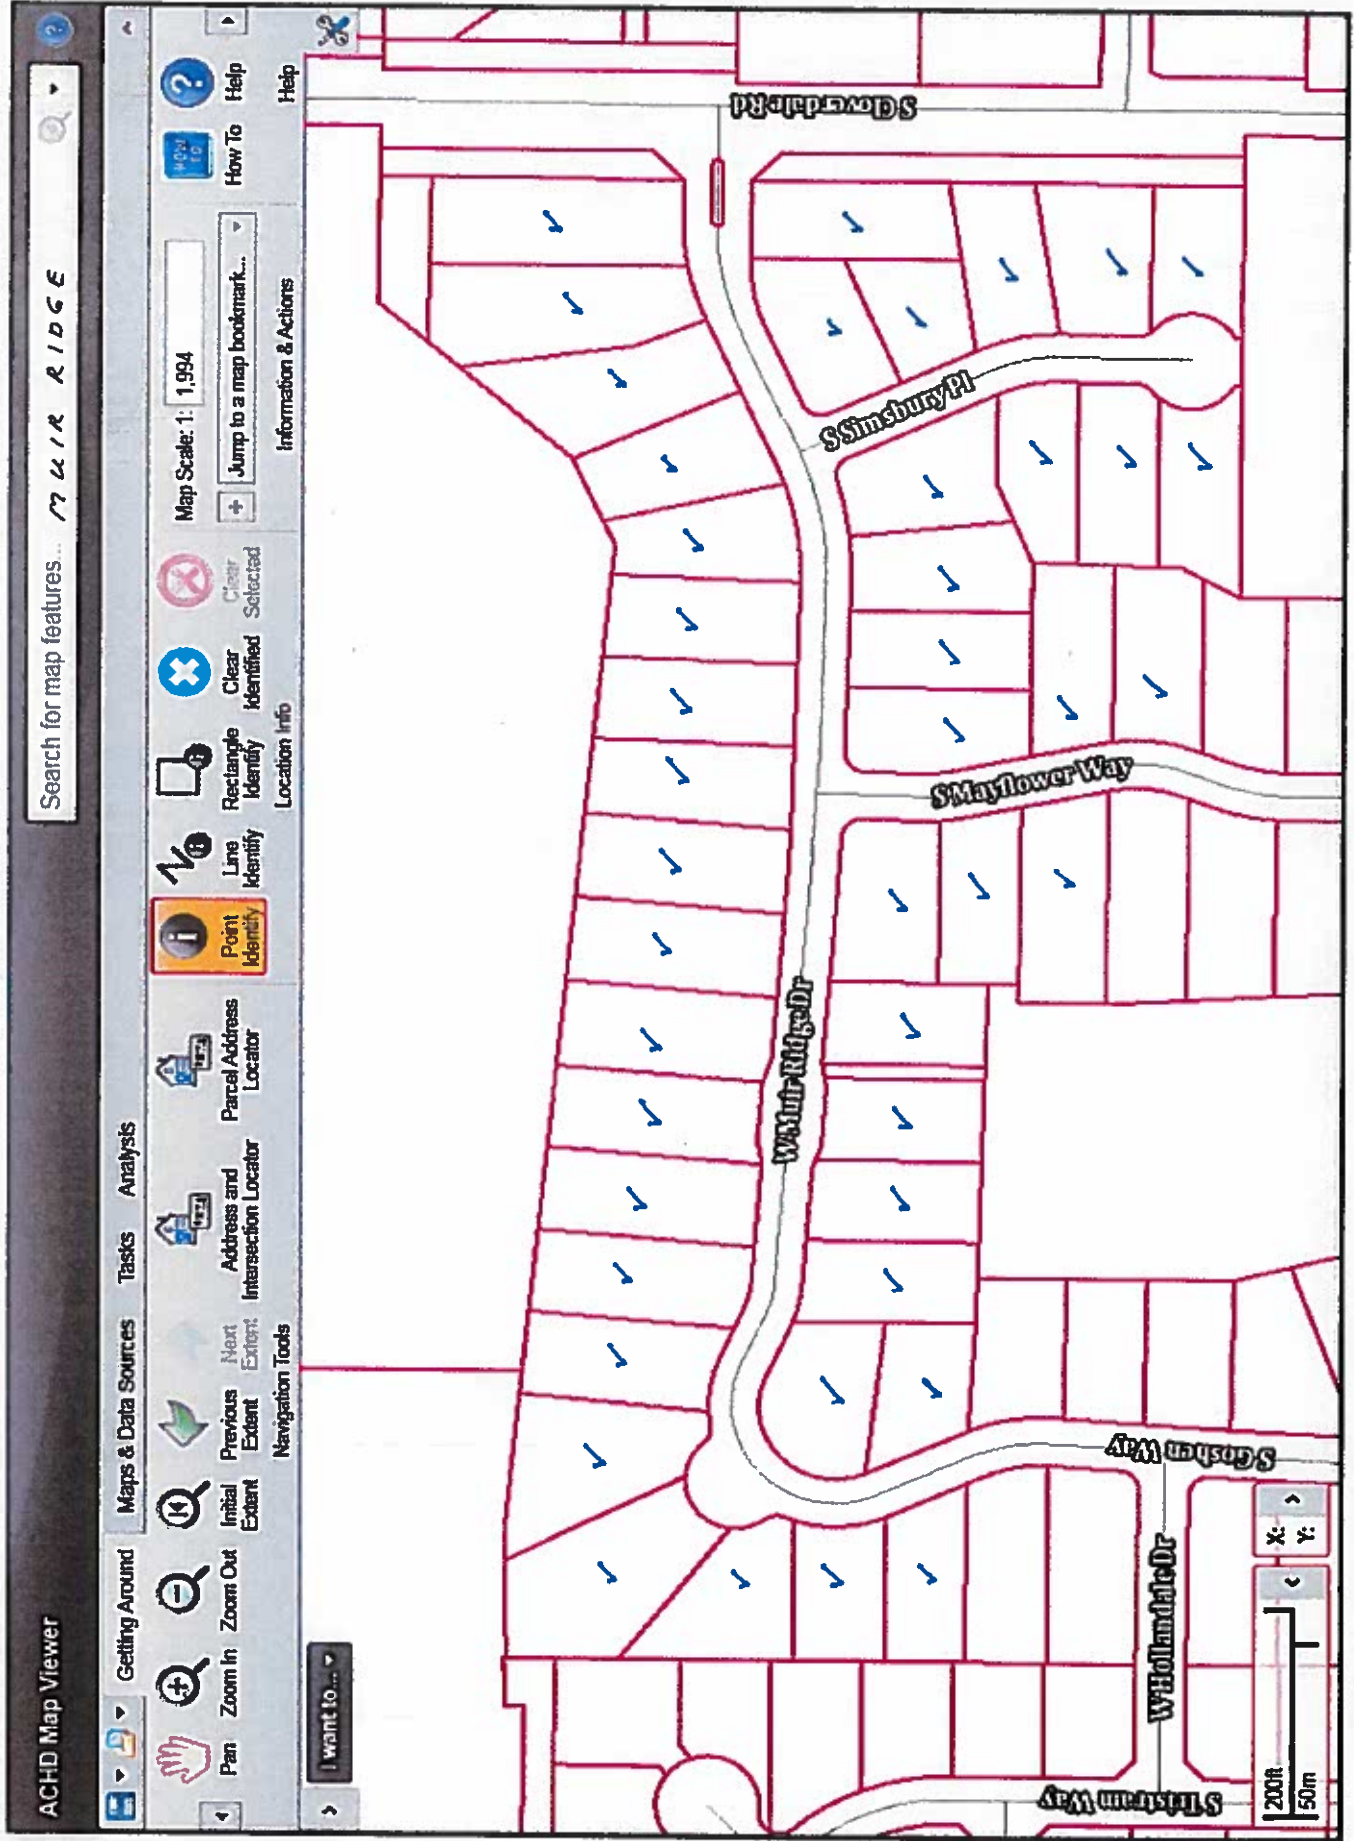 ACHD Map Viewer
Search for map features... MUIR RIDGE
Getting Around Maps & Data Sources Tasks Analysis
Pan
Zoom In
Zoom Out
Initial Extent
Previous Extent
Next Extent
Address and Intersection Locator
Parcel Address Locator
Point Identify
Line Identify
Rectangle Identify
Clear Identified
Clear Selected
Map Scale: 1: 1,994
Jump to a map bookmark...
HOW TO
How To
Help
Navigation Tools
Location Info
Information & Actions
Help
I want to...
S Cloverdale Rd
S Simsbury Pl
S Mayflower Way
W Muir Ridge Dr
S Goshen Way
W Hollandale Dr
S Tristram Way
200ft
50m
X:
Y: